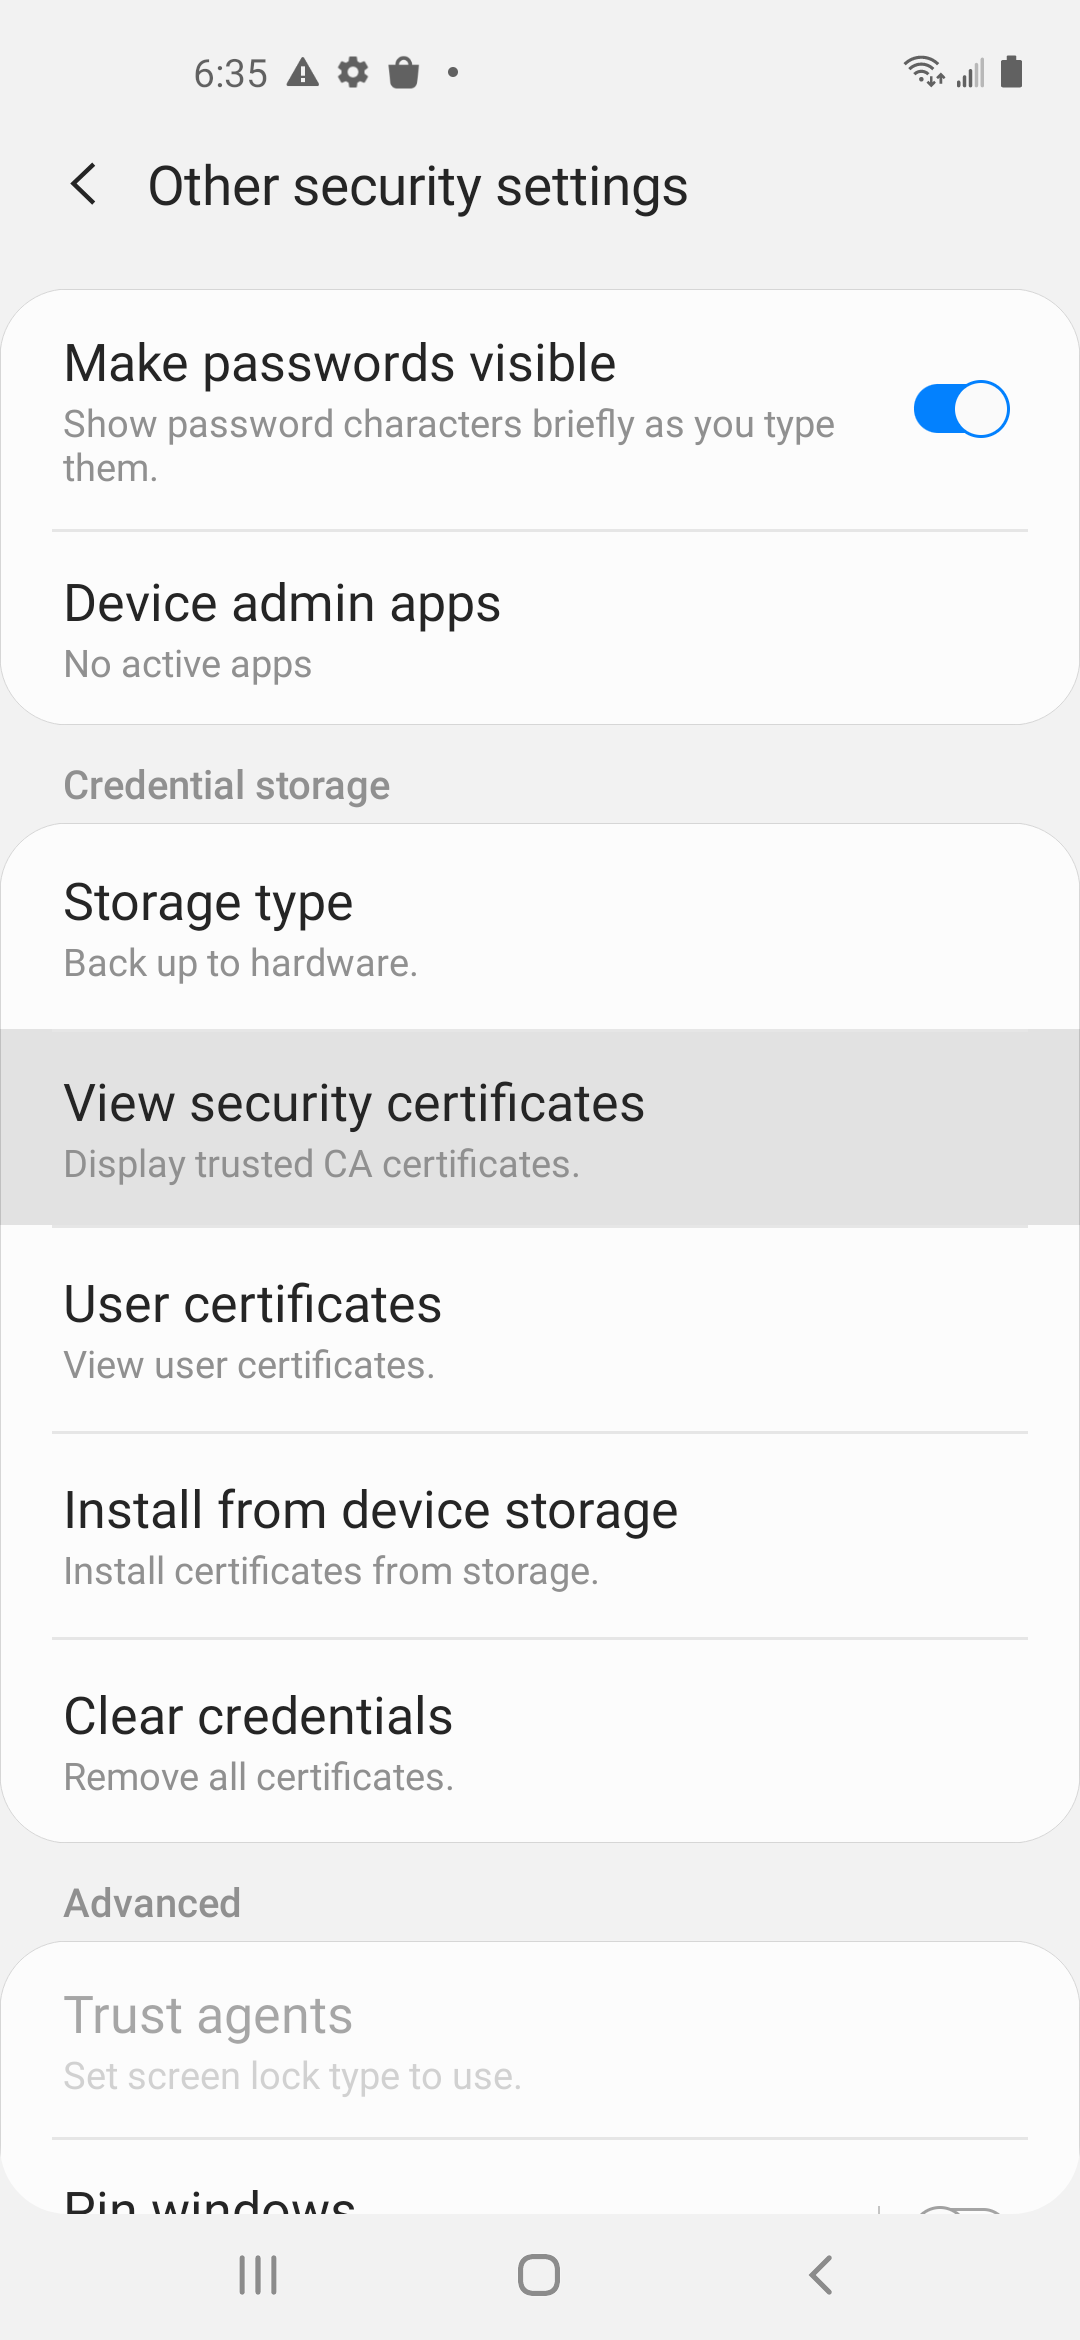 6:35
Other security settings
Make passwords visible
Show password characters briefly as you type
them.
Device admin apps
No active apps
Credential storage
Storage type
Back up to hardware.
View security certificates
Display trusted CA certificates.
User certificates
View user certificates.
Install from device storage
Install certificates from storage.
Clear credentials
Remove all certificates.
Advanced
Trust agents
Set screen lock type to use.
Pin windows